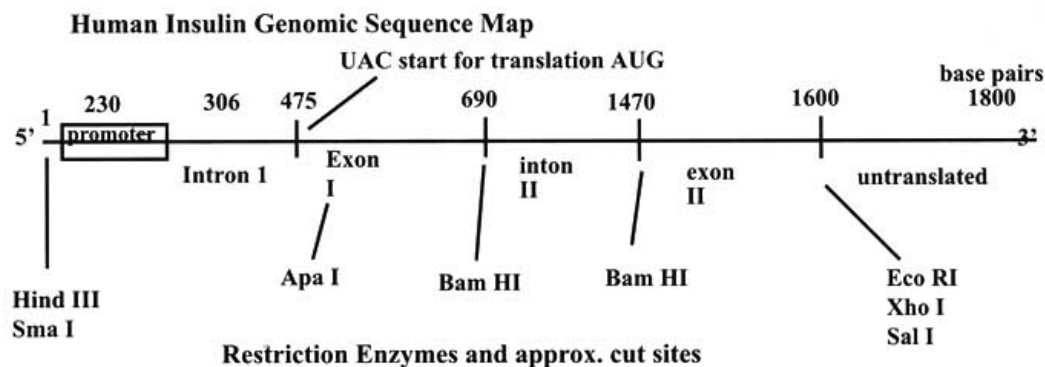 Human Insulin Genomic Sequence Map
UAC start for translation AUG
base pairs
1 230 306 475 690 1470 1600 1800
5' promoter 3'
Intron 1 Exon I inton II exon II untranslated
Hind III
Sma I
Apa I
Bam HI
Bam HI
Eco RI
Xho I
Sal I
Restriction Enzymes and approx. cut sites